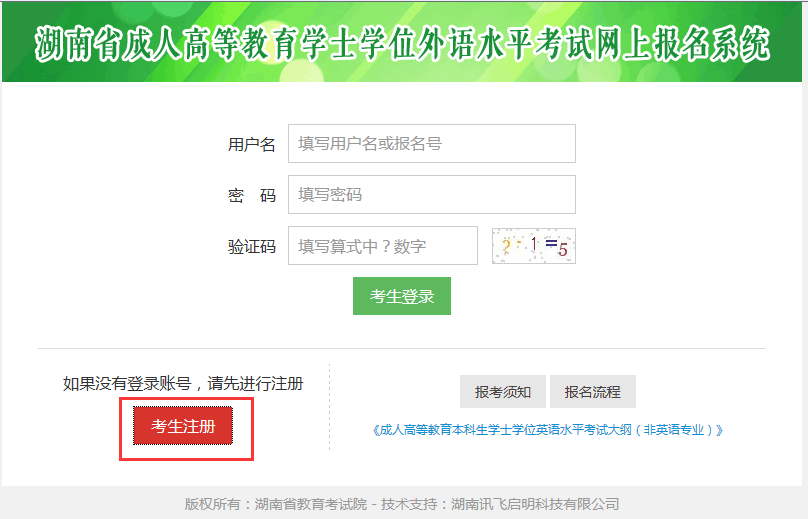 湖南省成人高等教育学士学位外语水平考试网上报名系统
用户名 填写用户名或报名号
密 码 填写密码
验证码 填写算式中？数字 ? - 1 = 5
考生登录
如果没有登录账号，请先进行注册
考生注册
报考须知 报名流程
《成人高等教育本科生学士学位英语水平考试大纲（非英语专业）》
版权所有：湖南省教育考试院 - 技术支持：湖南讯飞启明科技有限公司